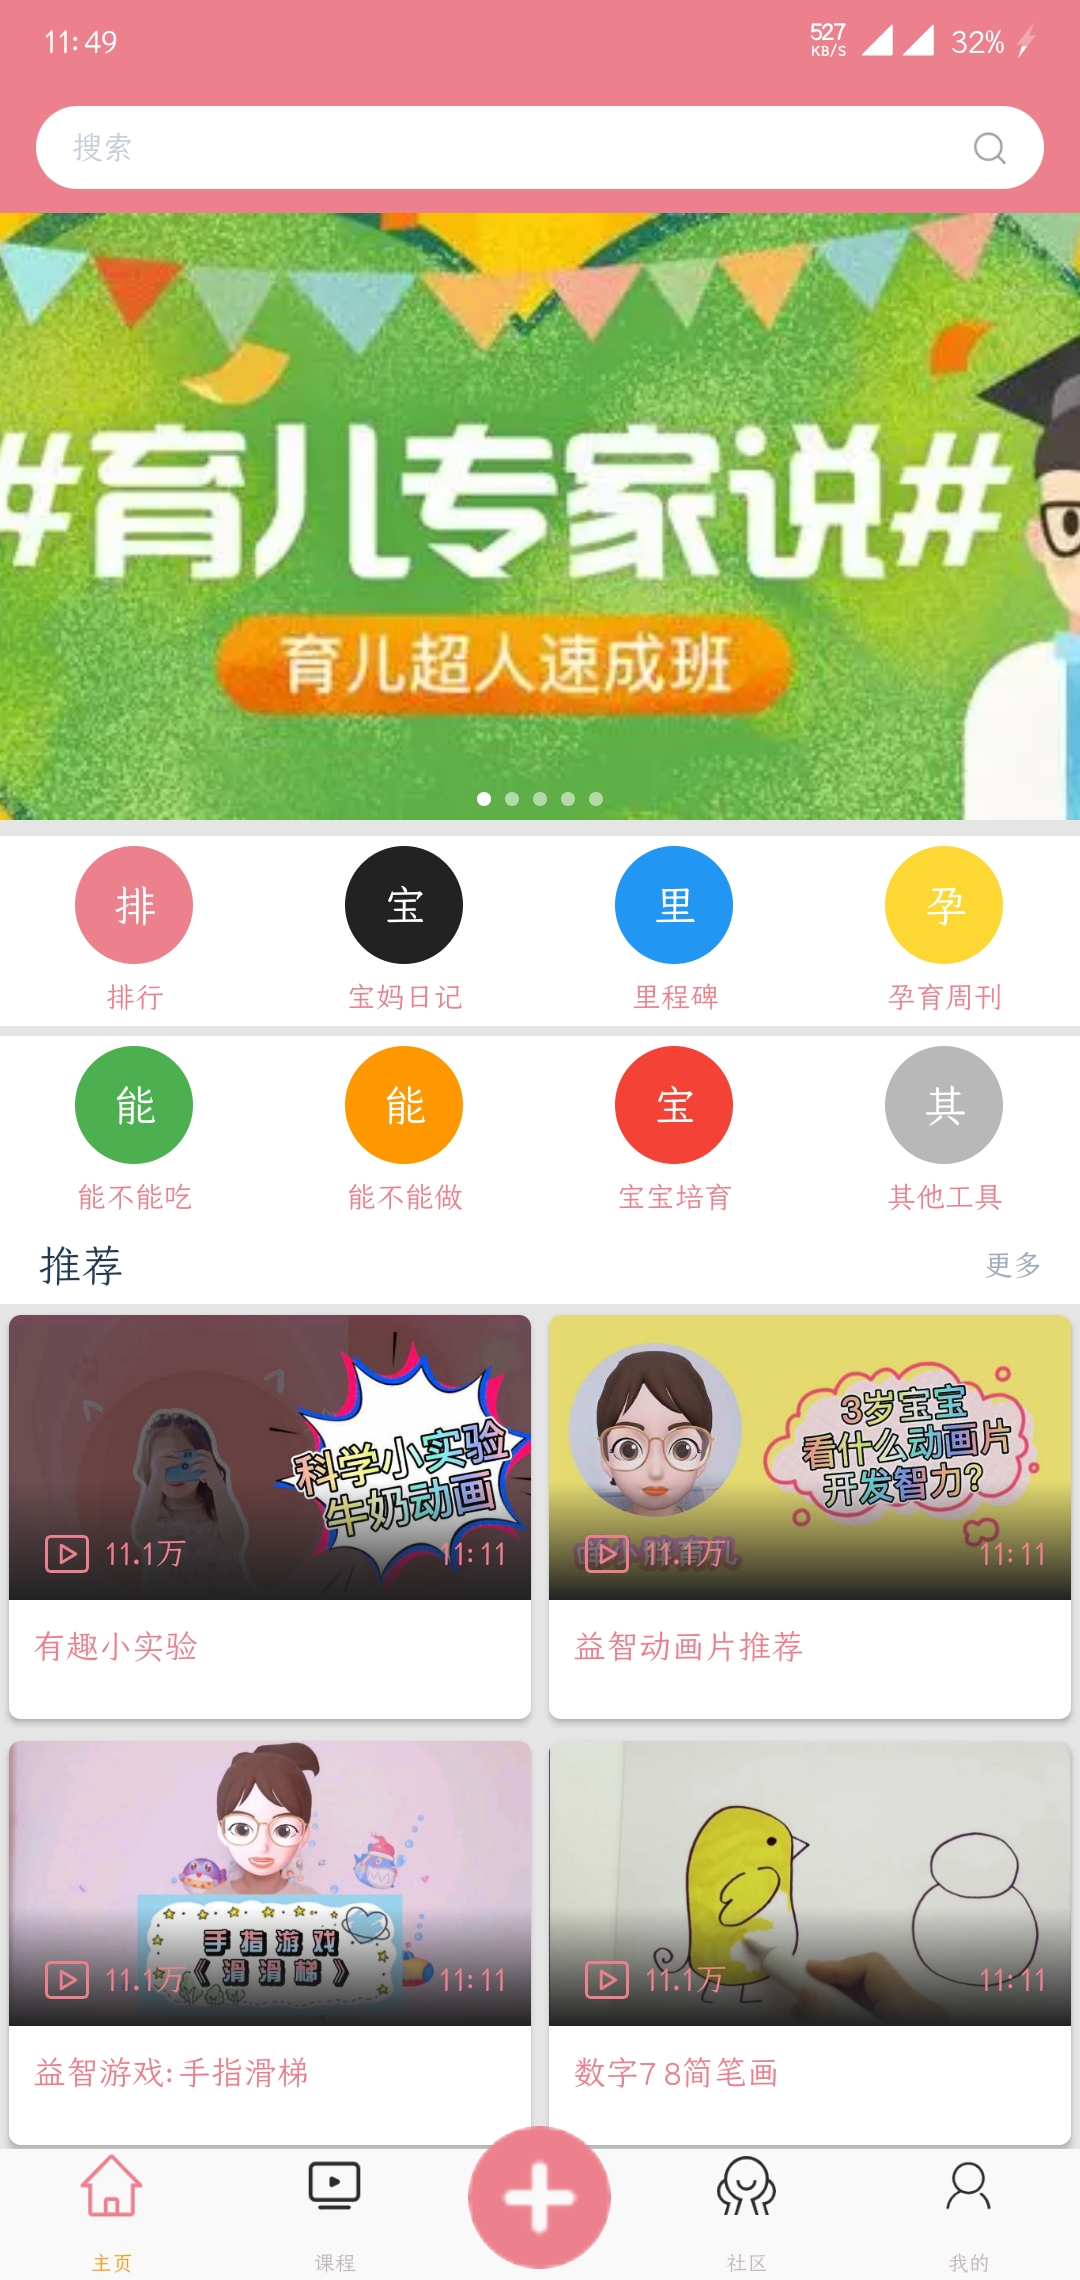 11:49
527
KB/S
32%
搜索
#育儿专家说#
育儿超人速成班
排 宝 里 孕
排行 宝妈日记 里程碑 孕育周刊
能 能 宝 其
能不能吃 能不能做 宝宝培育 其他工具
推荐 更多
科学小实验
牛奶动画
11.1万 11:11
有趣小实验
3岁宝宝
看什么动画片
开发智力?
11.1万 11:11
益智动画片推荐
手指游戏
《滑滑梯》
11.1万 11:11
益智游戏:手指滑梯
11.1万 11:11
数字7 8简笔画
主页 课程 社区 我的